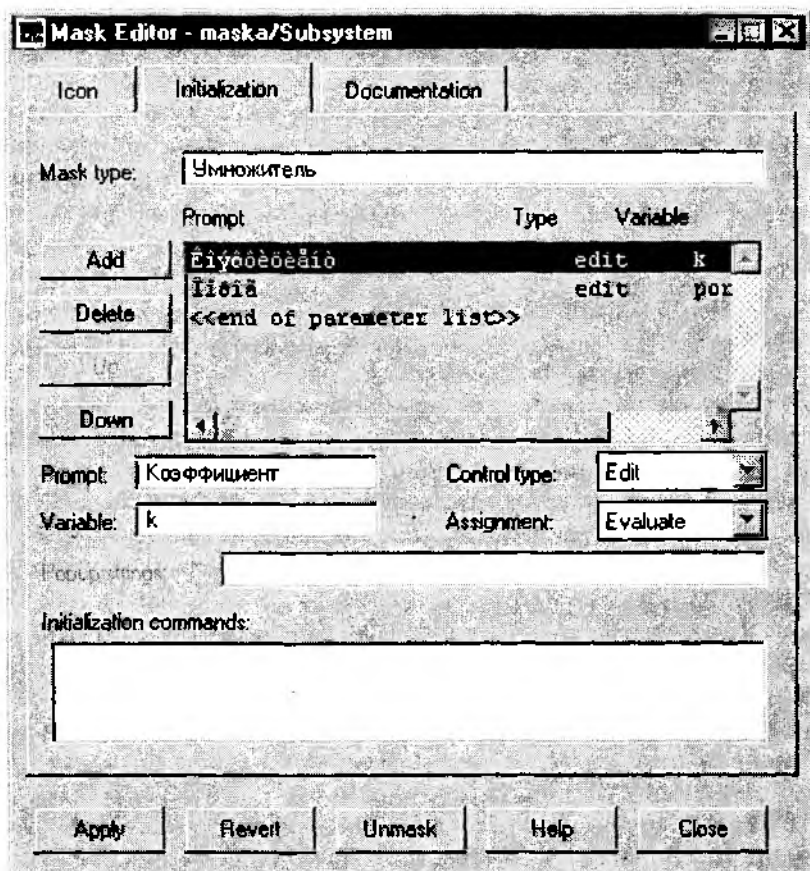 Mask Editor - maska/Subsystem
Icon Initialization Documentation
Mask type: Умножитель
Prompt Type Variable
Add Êîýôôèöèåíò edit k
Ïîðîã edit por
Delete <<end of parameter list>>
Up
Down
Prompt: Коэффициент Control type: Edit
Variable: k Assignment: Evaluate
Popup strings:
Initialization commands:
Apply Revert Unmask Help Close